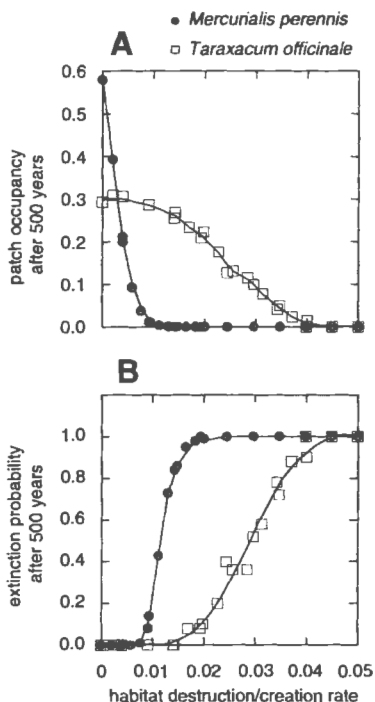 Mercurialis perennis
Taraxacum officinale
A
0.6
0.5
0.4
0.3
0.2
0.1
0.0
patch occupancy
after 500 years
B
1.0
0.8
0.6
0.4
0.2
0.0
extinction probability
after 500 years
0 0.01 0.02 0.03 0.04 0.05
habitat destruction/creation rate